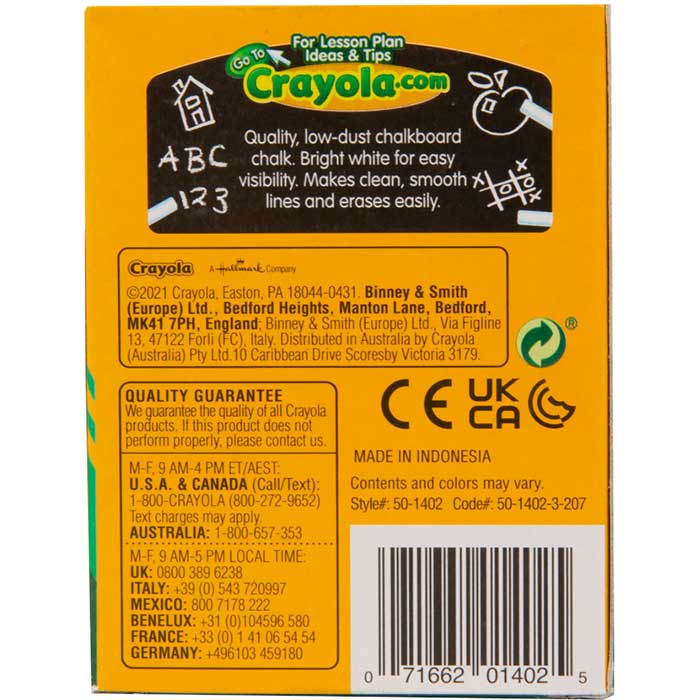 For Lesson Plan
Ideas & Tips
Go To
Crayola.com
Quality, low-dust chalkboard
chalk. Bright white for easy
visibility. Makes clean, smooth
lines and erases easily.
ABC
123
Crayola A Hallmark Company
©2021 Crayola, Easton, PA 18044-0431. Binney & Smith
(Europe) Ltd., Bedford Heights, Manton Lane, Bedford,
MK41 7PH, England; Binney & Smith (Europe) Ltd., Via Figline
13, 47122 Forli (FC), Italy. Distributed in Australia by Crayola
(Australia) Pty Ltd.10 Caribbean Drive Scoresby Victoria 3179.
®
QUALITY GUARANTEE
We guarantee the quality of all Crayola
products. If this product does not
perform properly, please contact us.
M-F, 9 AM-4 PM ET/AEST:
U.S.A. & CANADA (Call/Text):
1-800-CRAYOLA (800-272-9652)
Text charges may apply.
AUSTRALIA: 1-800-657-353
M-F, 9 AM-5 PM LOCAL TIME:
UK: 0800 389 6238
ITALY: +39 (0) 543 720997
MEXICO: 800 7178 222
BENELUX: +31 (0)104596 580
FRANCE: +33 (0) 1 41 06 54 54
GERMANY: +496103 459180
CE UK
CA
MADE IN INDONESIA
Contents and colors may vary.
Style#: 50-1402 Code#: 50-1402-3-207
0 71662 01402 5